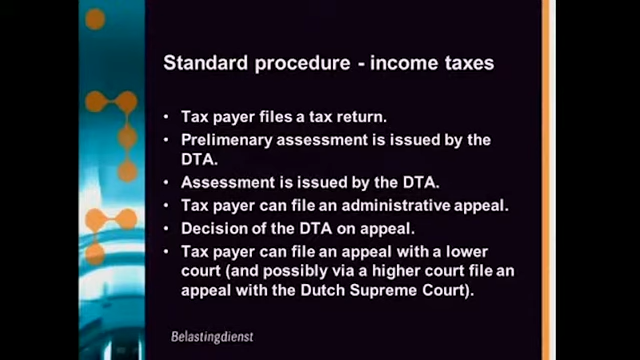 Standard procedure - income taxes
• Tax payer files a tax return.
• Prelimenary assessment is issued by the
DTA.
• Assessment is issued by the DTA.
• Tax payer can file an administrative appeal.
• Decision of the DTA on appeal.
• Tax payer can file an appeal with a lower
court (and possibly via a higher court file an
appeal with the Dutch Supreme Court).
Belastingdienst